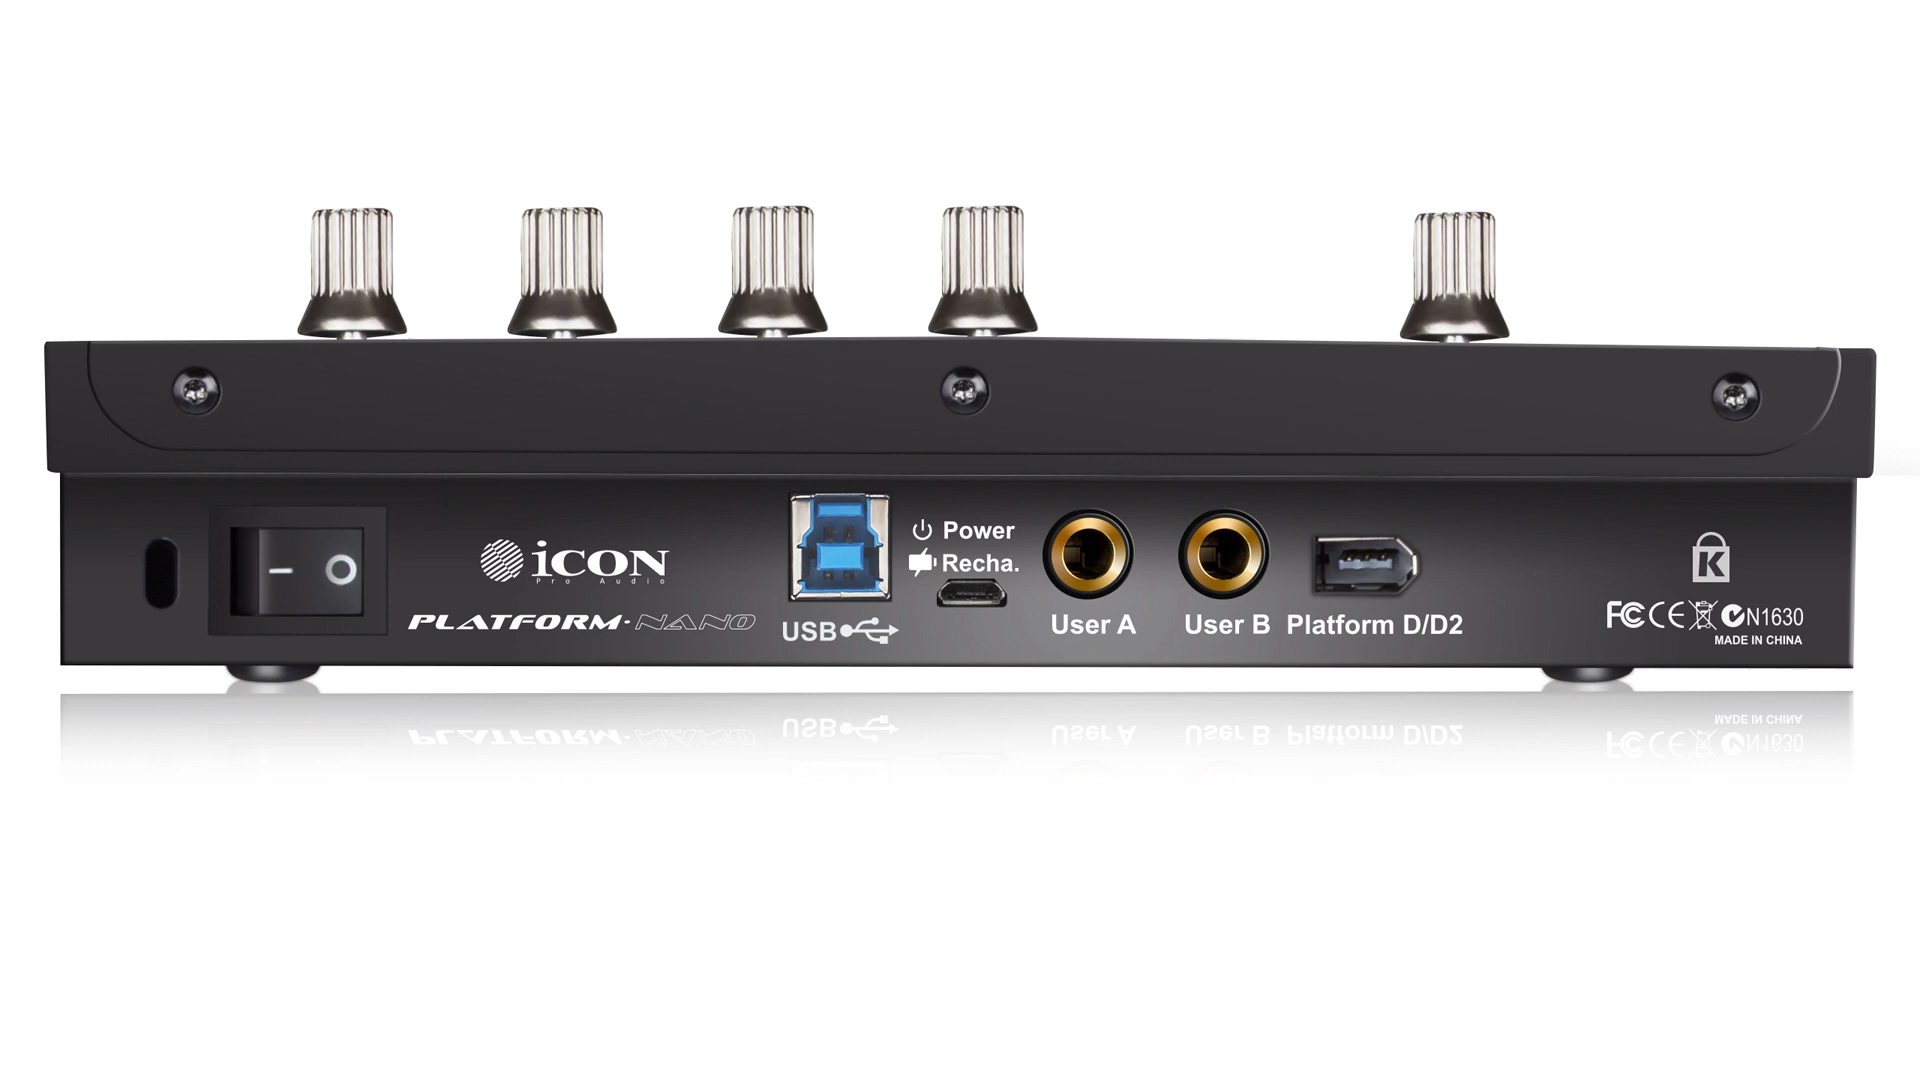 iCON
Pro Audio
PLATFORM·NANO
USB
Power
Recha.
User A
User B
Platform D/D2
K
FC CE N1630
MADE IN CHINA